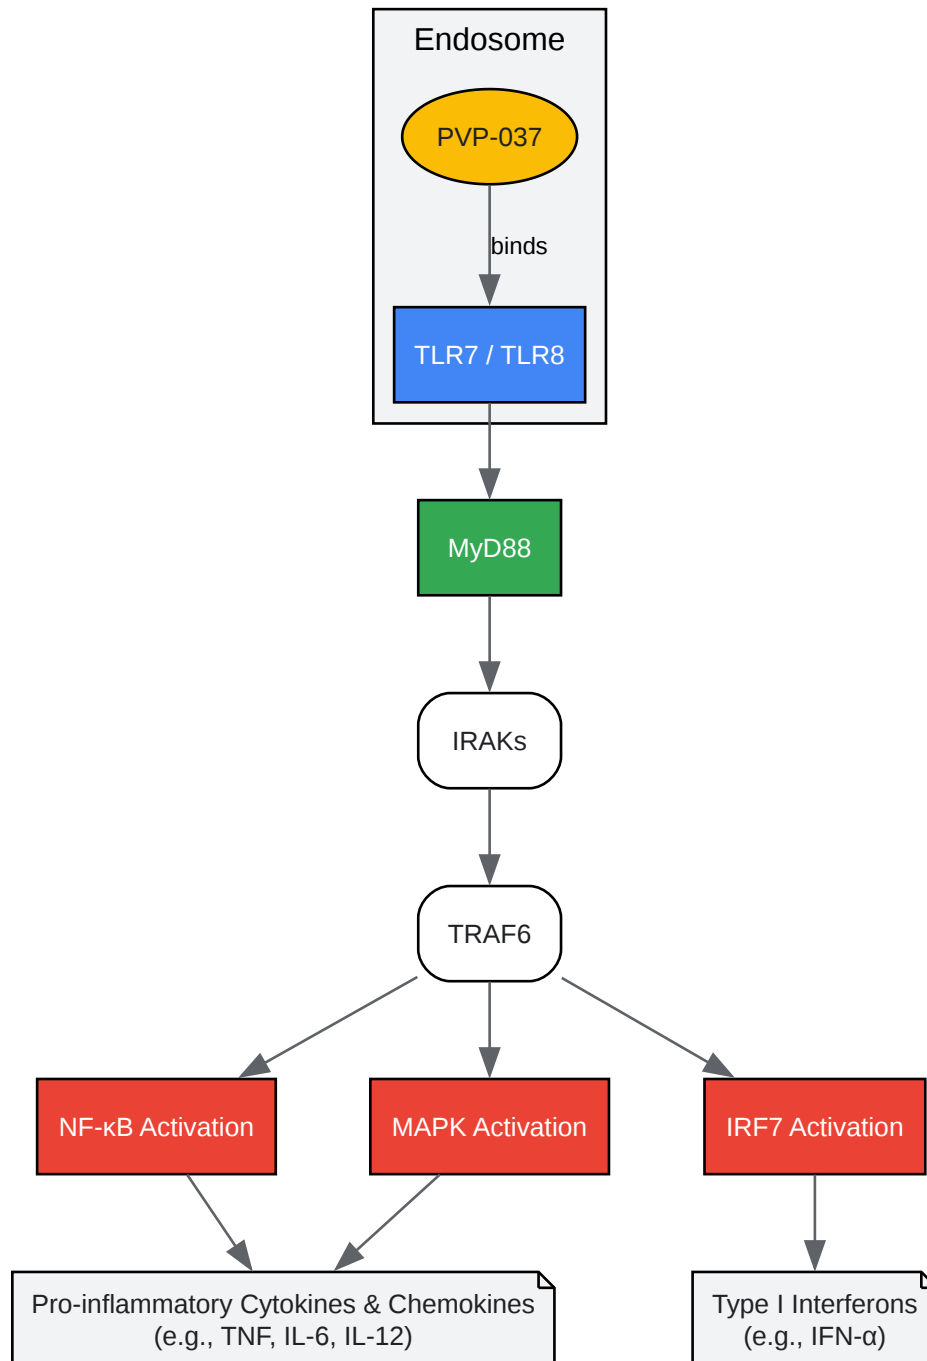 Endosome
PVP-037
binds
TLR7 / TLR8
MyD88
IRAKs
TRAF6
NF-κB Activation
MAPK Activation
IRF7 Activation
Pro-inflammatory Cytokines & Chemokines
(e.g., TNF, IL-6, IL-12)
Type I Interferons
(e.g., IFN-α)